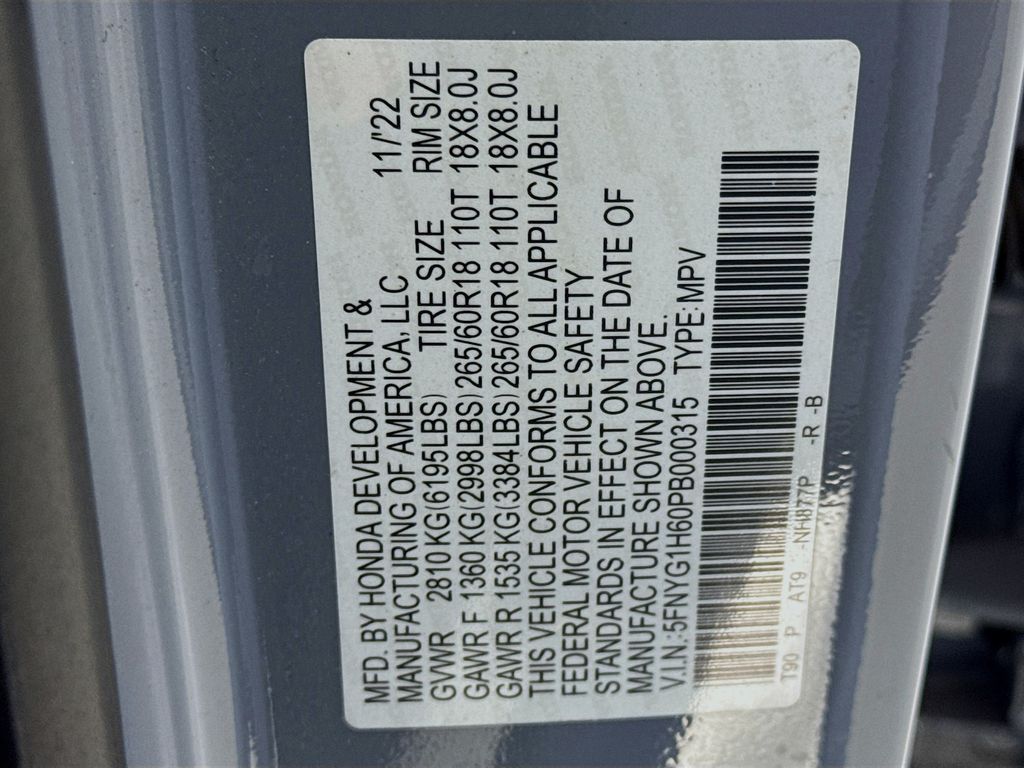 MFD. BY HONDA DEVELOPMENT &
MANUFACTURING OF AMERICA, LLC 11/'22
GVWR 2810 KG(6195LBS) TIRE SIZE RIM SIZE
GAWR F 1360 KG(2998LBS) 265/60R18 110T 18X8.0J
GAWR R 1535 KG(3384LBS) 265/60R18 110T 18X8.0J
THIS VEHICLE CONFORMS TO ALL APPLICABLE
FEDERAL MOTOR VEHICLE SAFETY
STANDARDS IN EFFECT ON THE DATE OF
MANUFACTURE SHOWN ABOVE.
V.I.N.:5FNYG1H60PB000315 TYPE:MPV
T90 P AT9 -NH877P -R -B